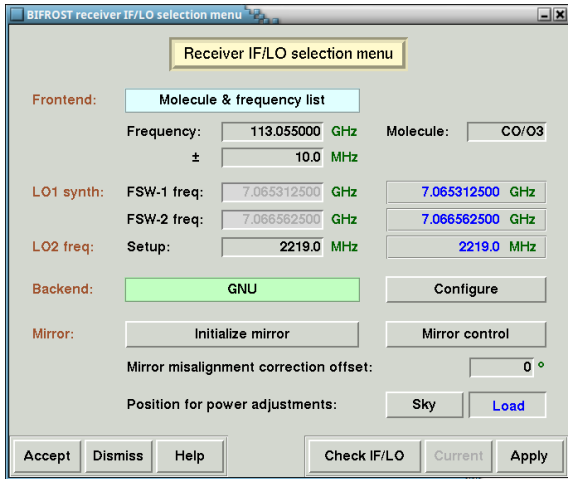 BIFROST receiver IF/LO selection menu
Receiver IF/LO selection menu
Frontend: Molecule & frequency list
Frequency: 113.055000 GHz Molecule: CO/O3
± 10.0 MHz
LO1 synth: FSW-1 freq: 7.065312500 GHz 7.065312500 GHz
FSW-2 freq: 7.066562500 GHz 7.066562500 GHz
LO2 freq: Setup: 2219.0 MHz 2219.0 MHz
Backend: GNU Configure
Mirror: Initialize mirror Mirror control
Mirror misalignment correction offset: 0 °
Position for power adjustments: Sky Load
Accept Dismiss Help Check IF/LO Current Apply